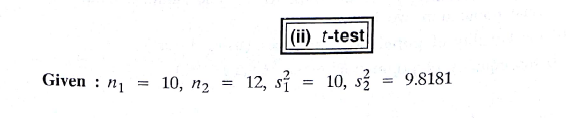 (ii) t-test
Given : n₁ = 10, n₂ = 12, s₁² = 10, s₂² = 9.8181